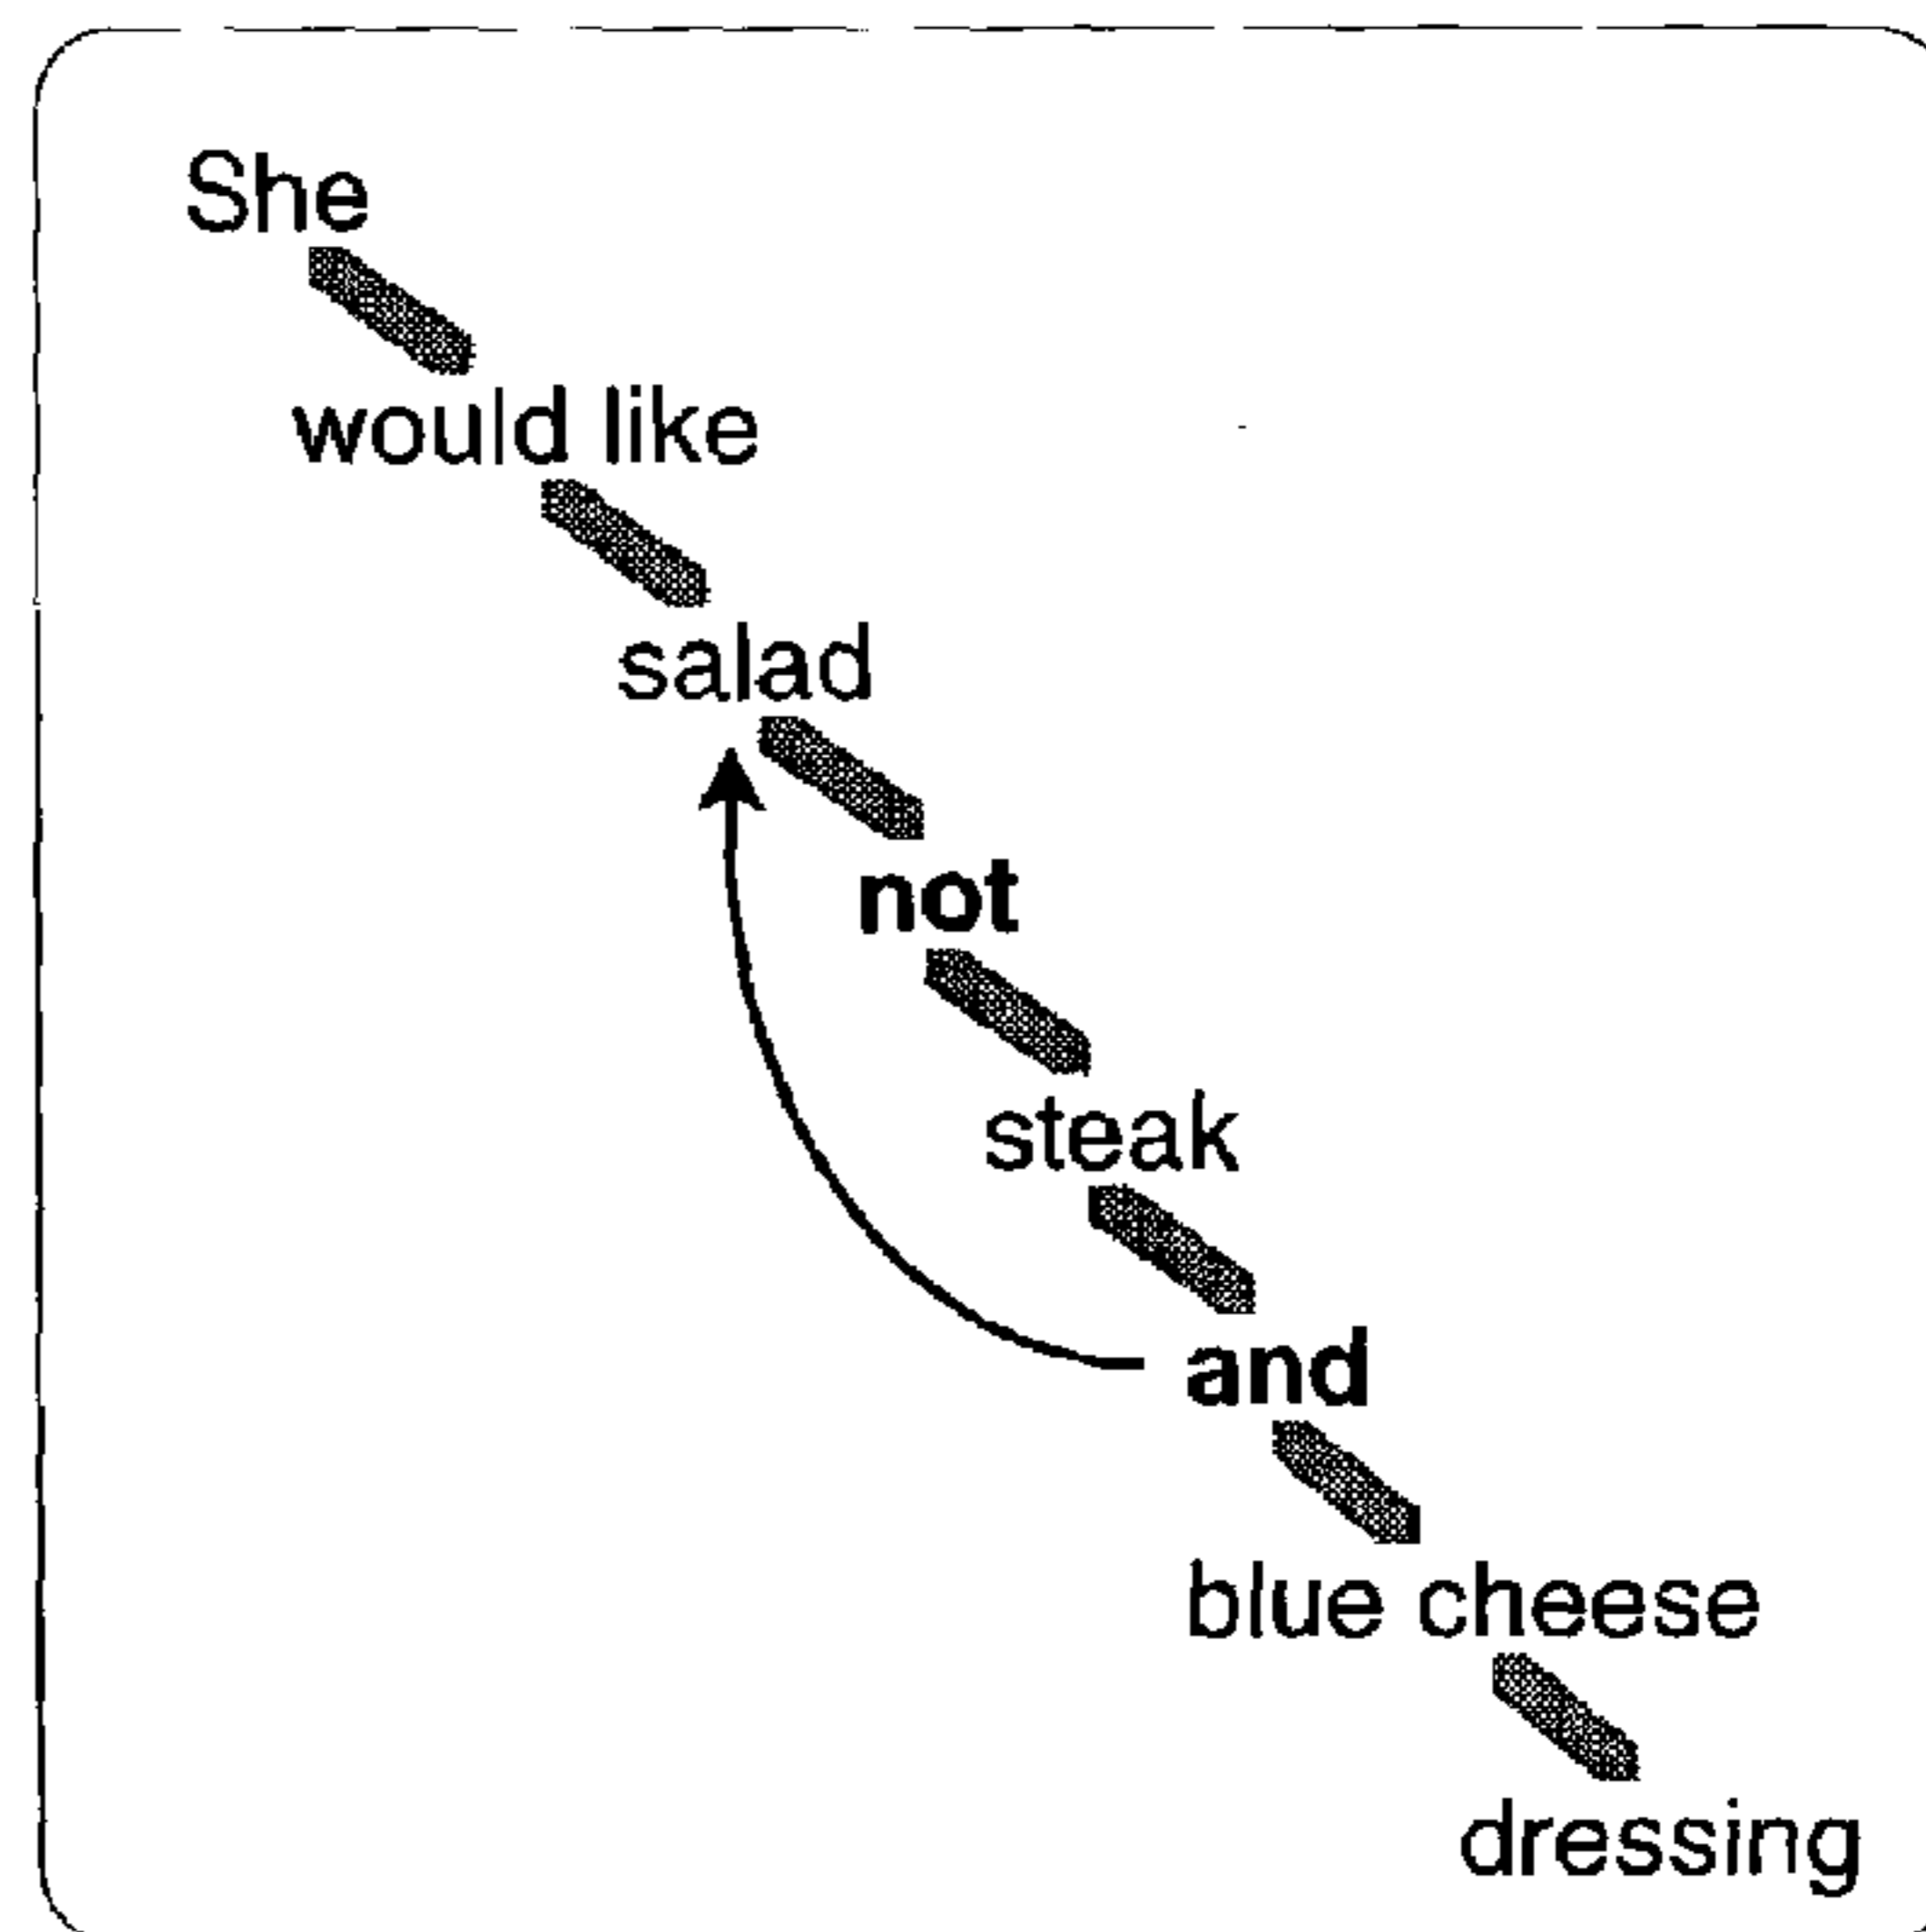 She
would like
salad
not
steak
and
blue cheese
dressing